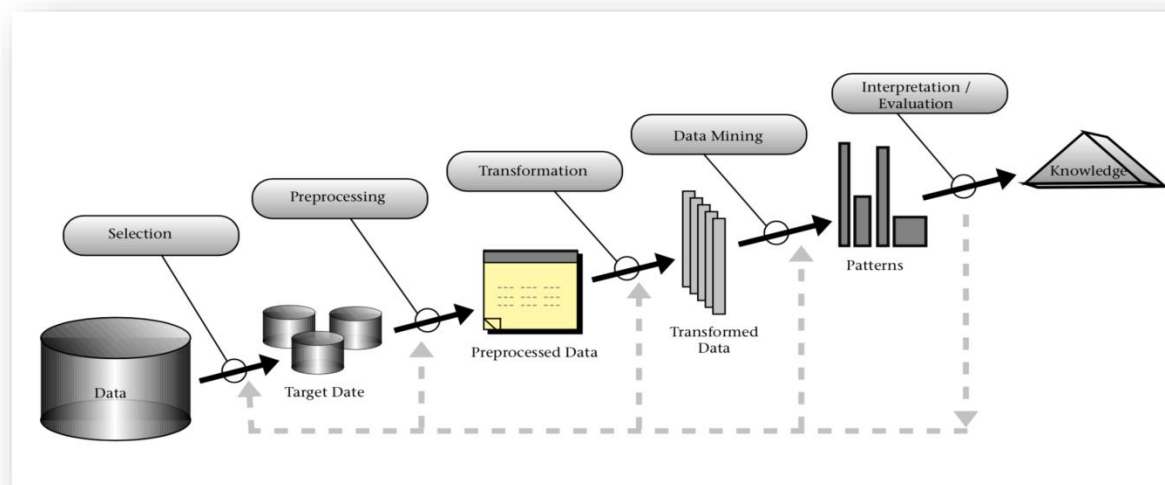 Interpretation /
Evaluation
Data Mining
Transformation
Preprocessing
Selection
Knowledge
Patterns
Transformed
Data
Preprocessed Data
Target Date
Data